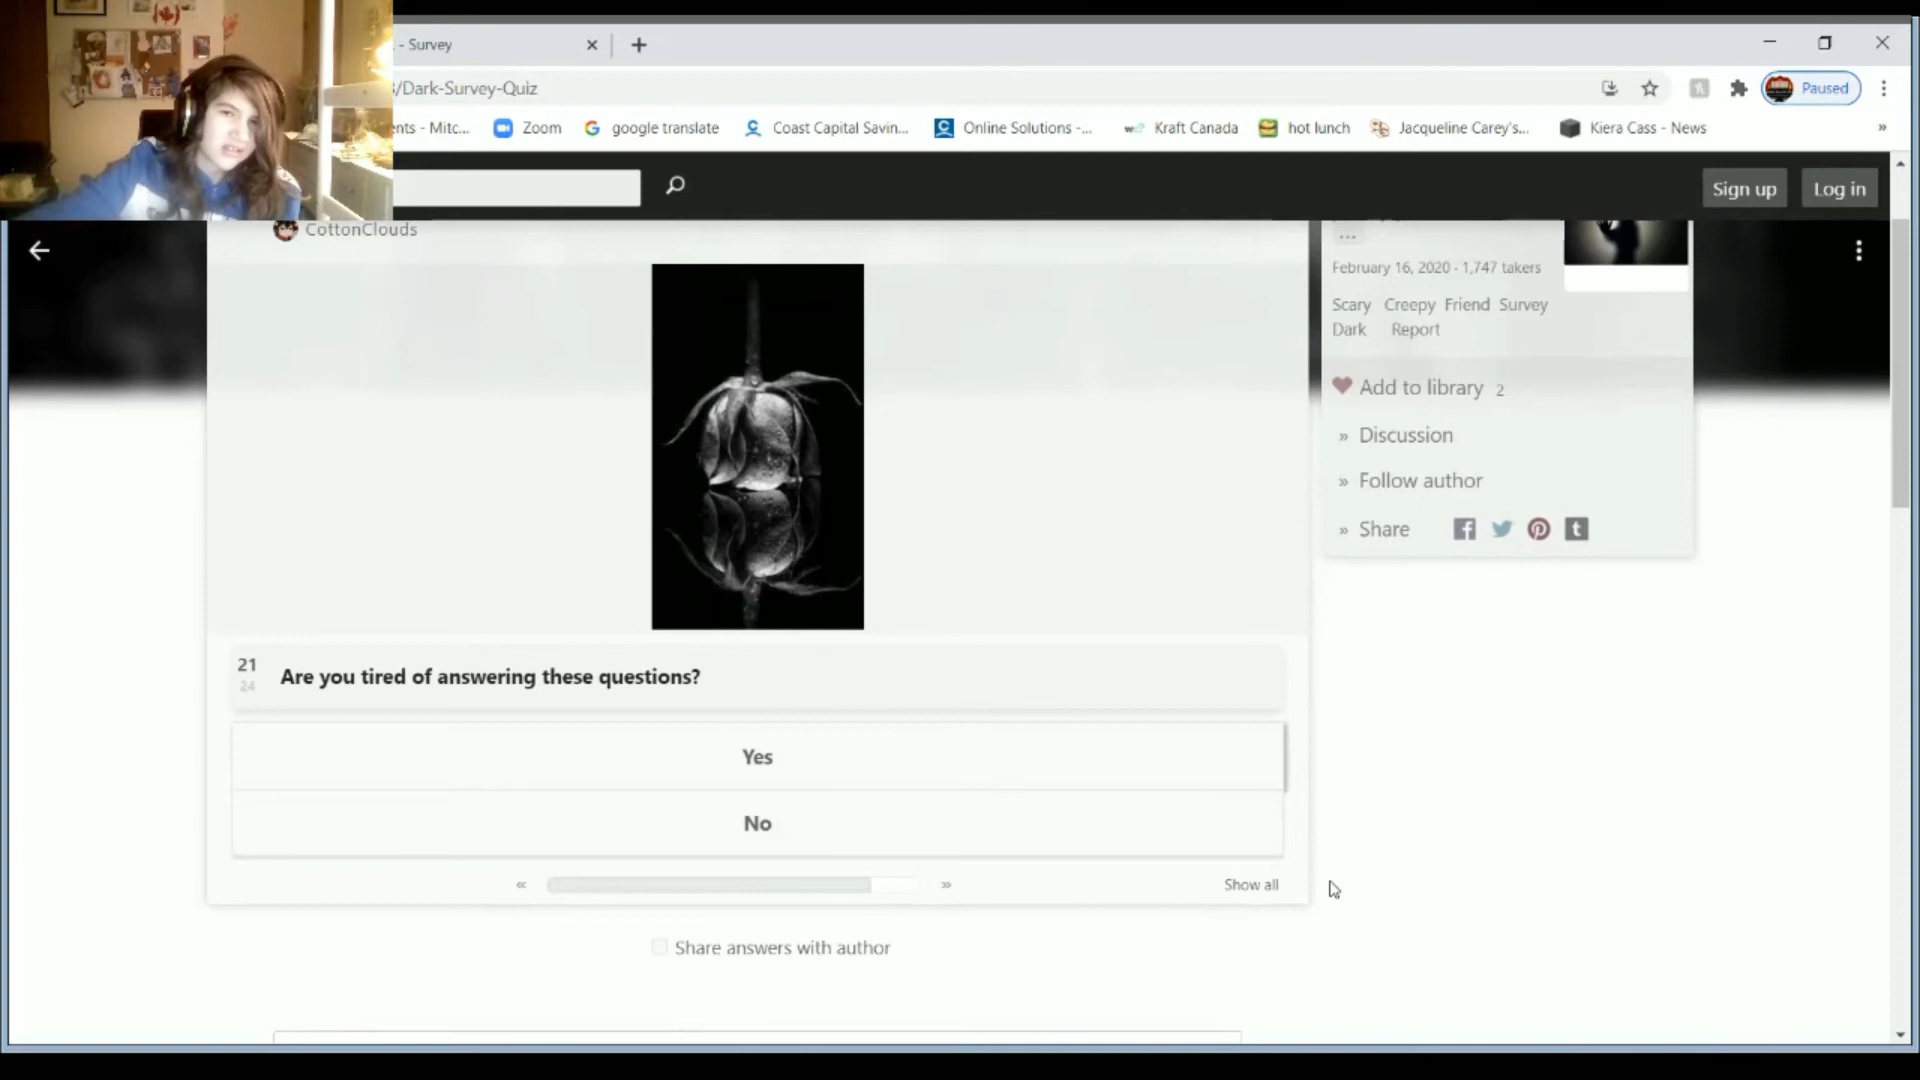 - Survey
/Dark-Survey-Quiz
Paused
ents - Mitc...
Zoom
google translate
Coast Capital Savin...
Online Solutions -...
Kraft Canada
hot lunch
Jacqueline Carey's...
Kiera Cass - News
»
Sign up
Log in
CottonClouds
...
February 16, 2020 · 1,747 takers
Scary Creepy Friend Survey
Dark Report
Add to library 2
» Discussion
» Follow author
» Share
21
24
Are you tired of answering these questions?
Yes
No
«
»
Show all
Share answers with author